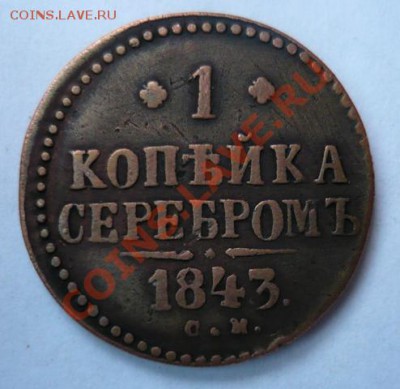 COINS.LAVE.RU
1
КОПѢЙКА
СЕРЕБРОМЪ
1843.
С. М.
COINS.LAVE.RU